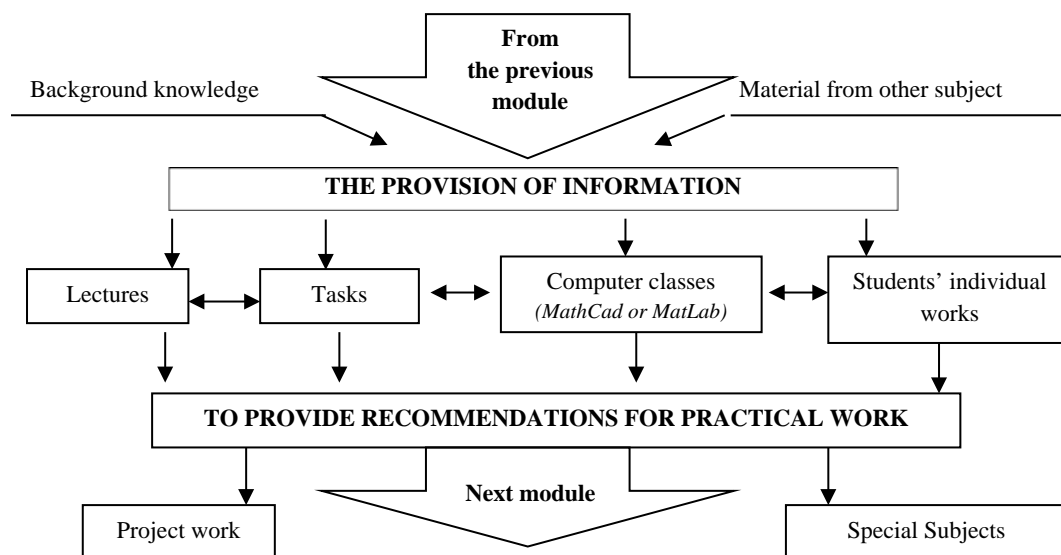 From
the previous
module
Background knowledge
Material from other subject
THE PROVISION OF INFORMATION
Lectures
Tasks
Computer classes
(MathCad or MatLab)
Students’ individual
works
TO PROVIDE RECOMMENDATIONS FOR PRACTICAL WORK
Next module
Project work
Special Subjects